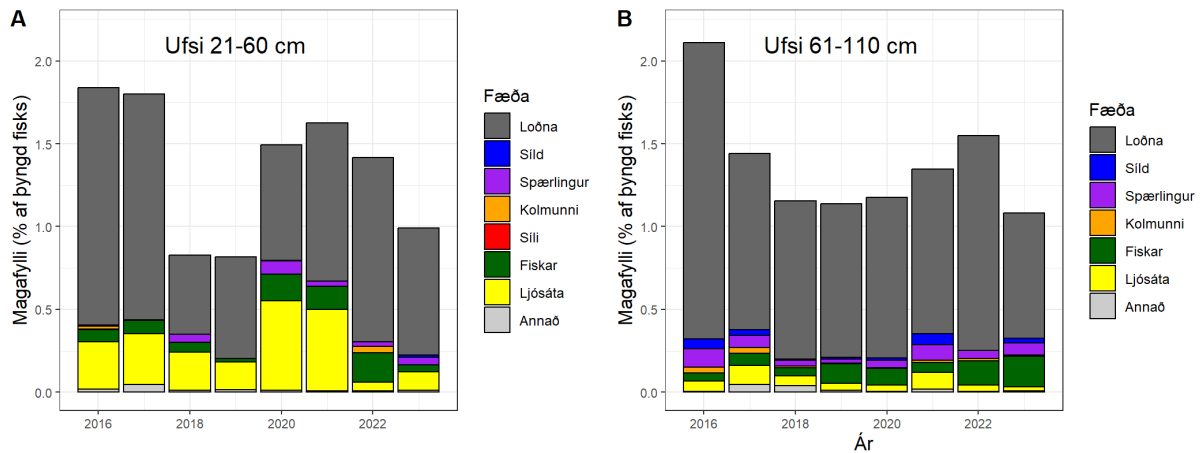 A
Ufsi 21-60 cm
Magafylli (% af þyngd fisks)
2.0
1.5
1.0
0.5
0.0
2016
2018
2020
2022
Fæða
Loðna
Síld
Spærlingur
Kolmunni
Síli
Fiskar
Ljósáta
Annað
B
Ufsi 61-110 cm
Magafylli (% af þyngd fisks)
2.0
1.5
1.0
0.5
0.0
2016
2018
2020
2022
Ár
Fæða
Loðna
Síld
Spærlingur
Kolmunni
Fiskar
Ljósáta
Annað